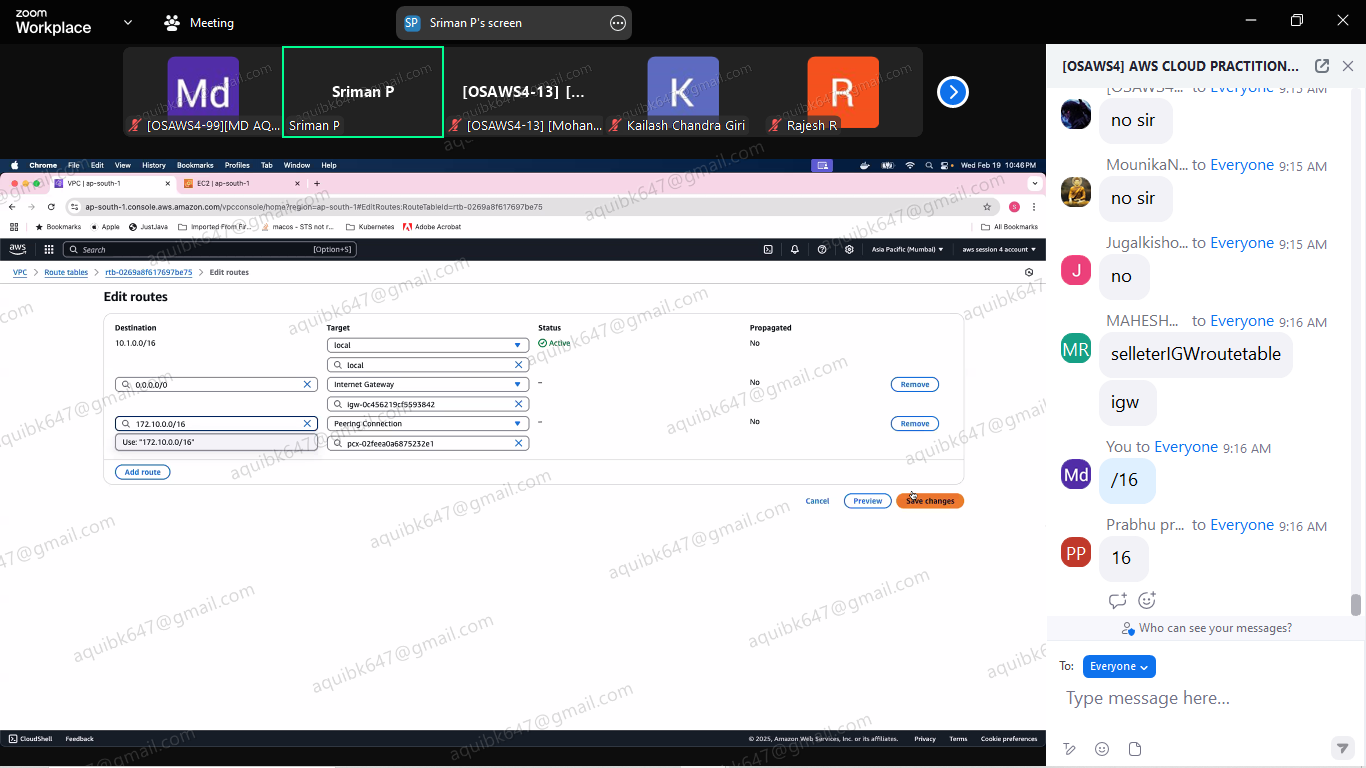 zoom
Workplace
Meeting
SP
Sriman P's screen
Md
[OSAWS4-99][MD AQ...
Sriman P
Sriman P
[OSAWS4-13] [...
[OSAWS4-13] [Mohan...
K
Kailash Chandra Giri
R
Rajesh R
Chrome File Edit View History Bookmarks Profiles Tab Window Help
Wed Feb 19 10:46 PM
VPC | ap-south-1
EC2 | ap-south-1
ap-south-1.console.aws.amazon.com/vpcconsole/home?region=ap-south-1#EditRoutes:RouteTableId=rtb-0269a8f617697be75
S
Bookmarks Apple JustJava Imported From Fir... macos - STS not r... Kubernetes Adobe Acrobat
All Bookmarks
aws
Search
[Option+S]
Asia Pacific (Mumbai)
aws session 4 account
VPC > Route tables > rtb-0269a8f617697be75 > Edit routes
Edit routes
Destination Target Status Propagated
10.1.0.0/16 local Active No
local
0.0.0.0/0 Internet Gateway – No Remove
igw-0c456219cf5593842
172.10.0.0/16 Peering Connection – No Remove
Use: "172.10.0.0/16"
pcx-02feea0a6875232e1
Add route
Cancel Preview Save changes
CloudShell Feedback
© 2025, Amazon Web Services, Inc. or its affiliates. Privacy Terms Cookie preferences
aquibk647@gmail.com
[OSAWS4] AWS CLOUD PRACTITION...
[OSAWS4... to Everyone 9:15 AM
no sir
MounikaN... to Everyone 9:15 AM
no sir
Jugalkisho... to Everyone 9:15 AM
J
no
MAHESH... to Everyone 9:16 AM
MR
selleterIGWroutetable
igw
You to Everyone 9:16 AM
Md
/16
Prabhu pr... to Everyone 9:16 AM
PP
16
Who can see your messages?
To: Everyone
Type message here...